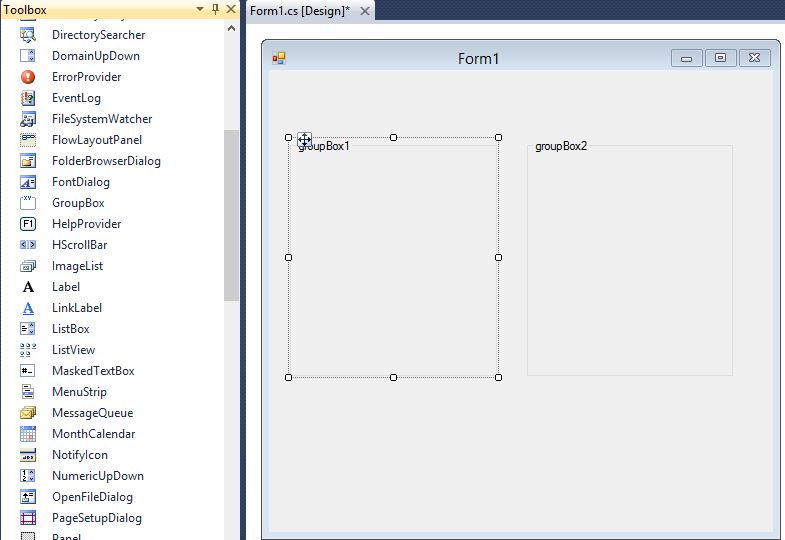 Toolbox
DirectorySearcher
DomainUpDown
ErrorProvider
EventLog
FileSystemWatcher
FlowLayoutPanel
FolderBrowserDialog
FontDialog
GroupBox
HelpProvider
HScrollBar
ImageList
Label
LinkLabel
ListBox
ListView
MaskedTextBox
MenuStrip
MessageQueue
MonthCalendar
NotifyIcon
NumericUpDown
OpenFileDialog
PageSetupDialog
Panel
Form1.cs [Design]*
Form1
groupBox1
groupBox2